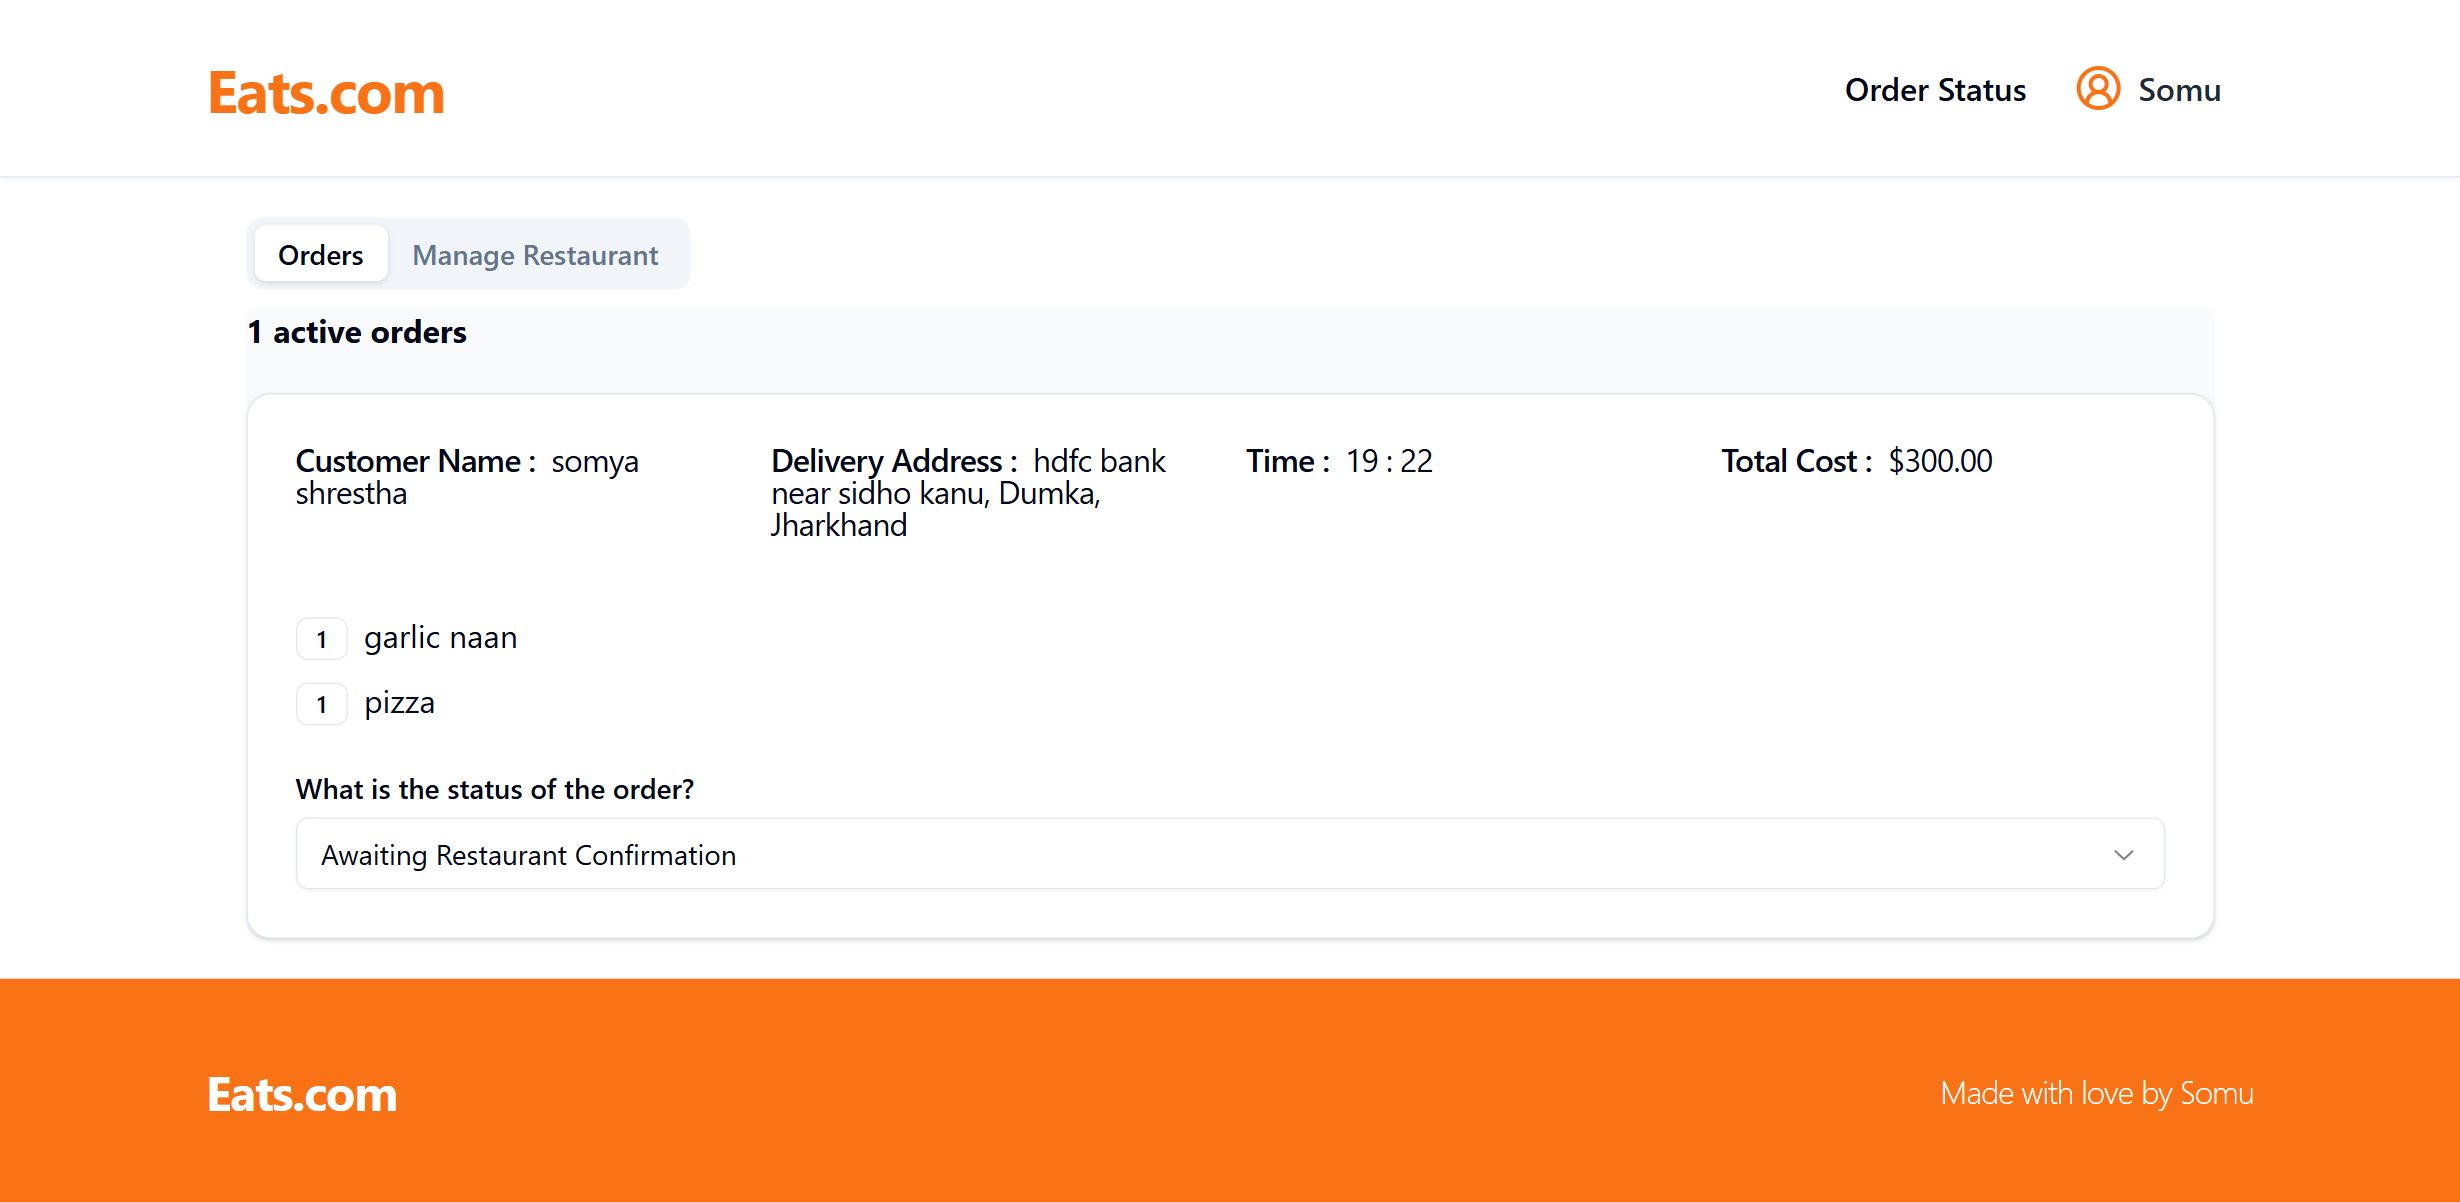 Eats.com
Order Status
Somu
Orders
Manage Restaurant
1 active orders
Customer Name : somya
shrestha
Delivery Address : hdfc bank
near sidho kanu, Dumka,
Jharkhand
Time : 19 : 22
Total Cost : $300.00
1 garlic naan
1 pizza
What is the status of the order?
Awaiting Restaurant Confirmation
Eats.com
Made with love by Somu